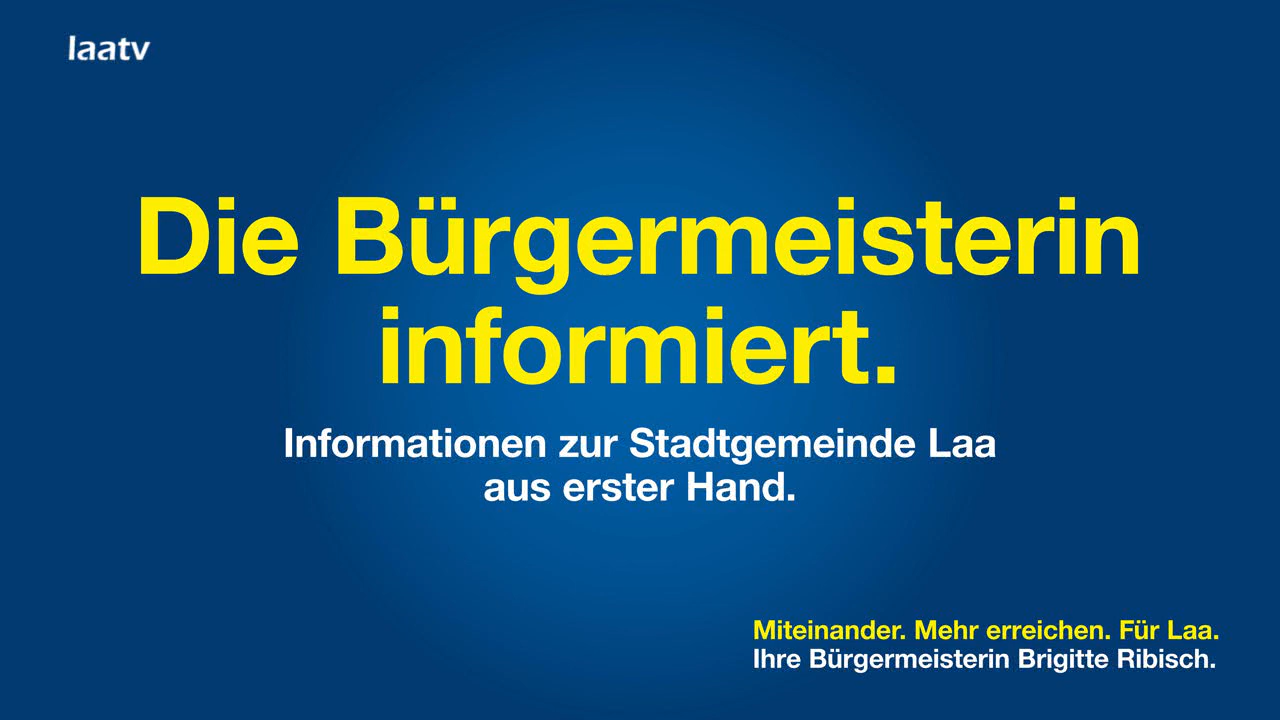 laatv
Die Bürgermeisterin
informiert.
Informationen zur Stadtgemeinde Laa
aus erster Hand.
Miteinander. Mehr erreichen. Für Laa.
Ihre Bürgermeisterin Brigitte Ribisch.